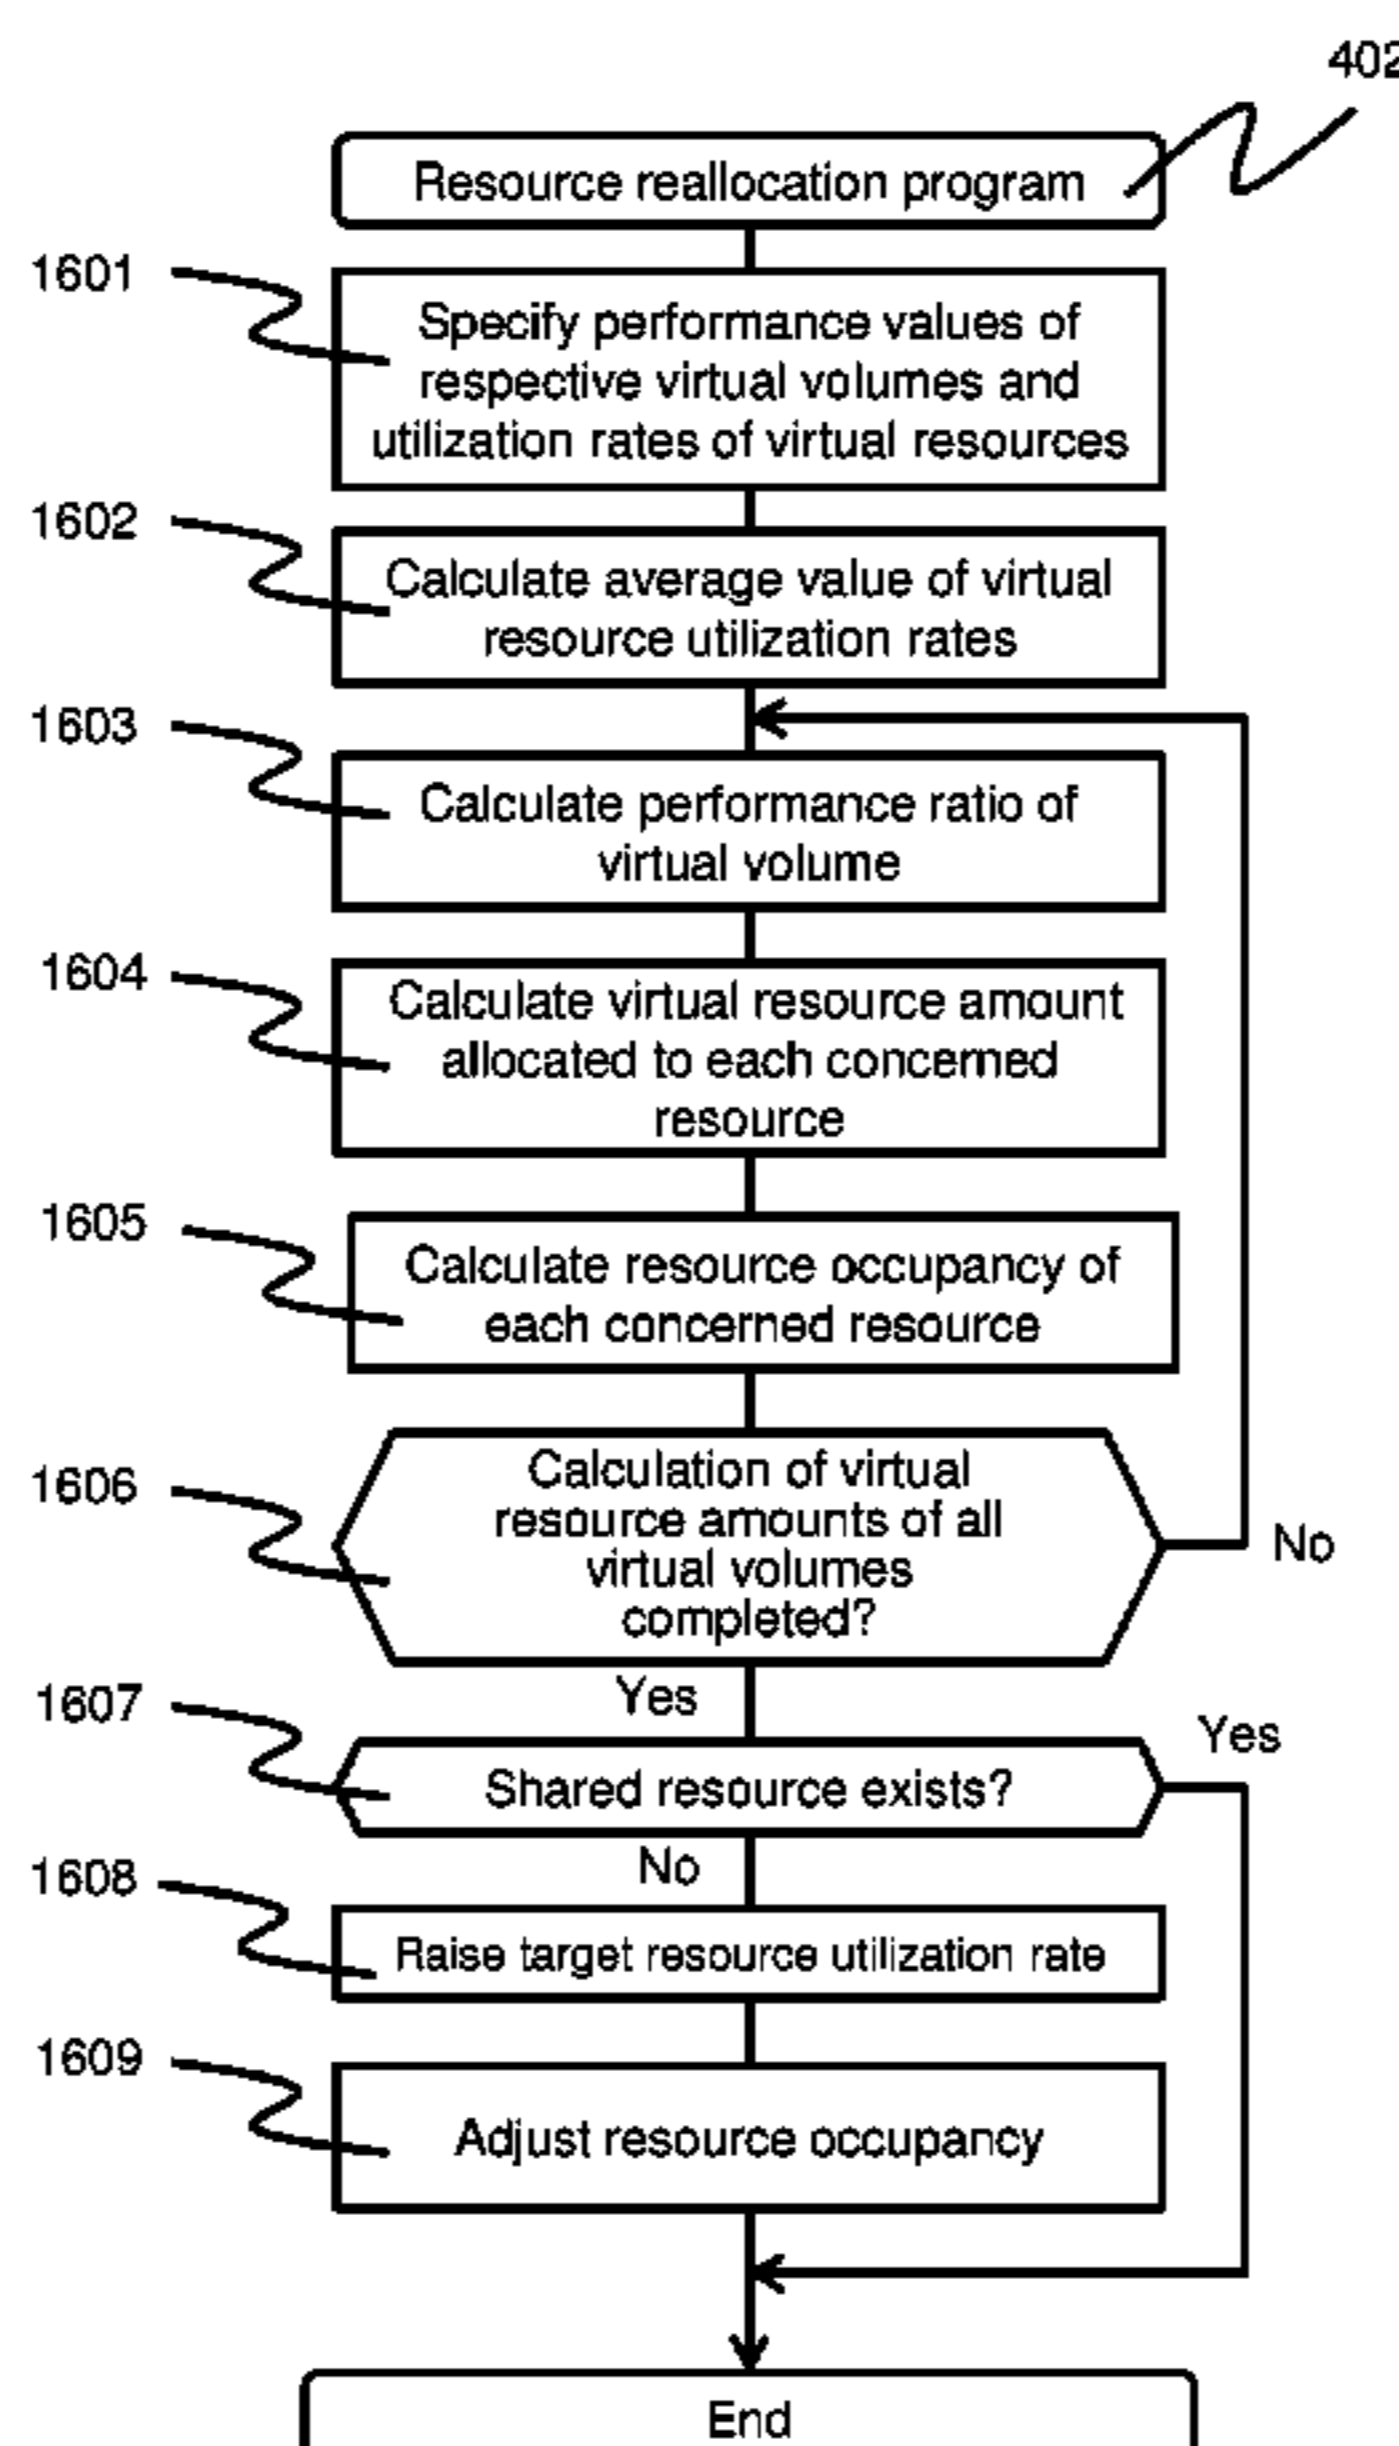 402
Resource reallocation program
1601
Specify performance values of
respective virtual volumes and
utilization rates of virtual resources
1602
Calculate average value of virtual
resource utilization rates
1603
Calculate performance ratio of
virtual volume
1604
Calculate virtual resource amount
allocated to each concerned
resource
1605
Calculate resource occupancy of
each concerned resource
1606
Calculation of virtual
resource amounts of all
virtual volumes
completed?
No
Yes
1607
Shared resource exists?
Yes
No
1608
Raise target resource utilization rate
1609
Adjust resource occupancy
End